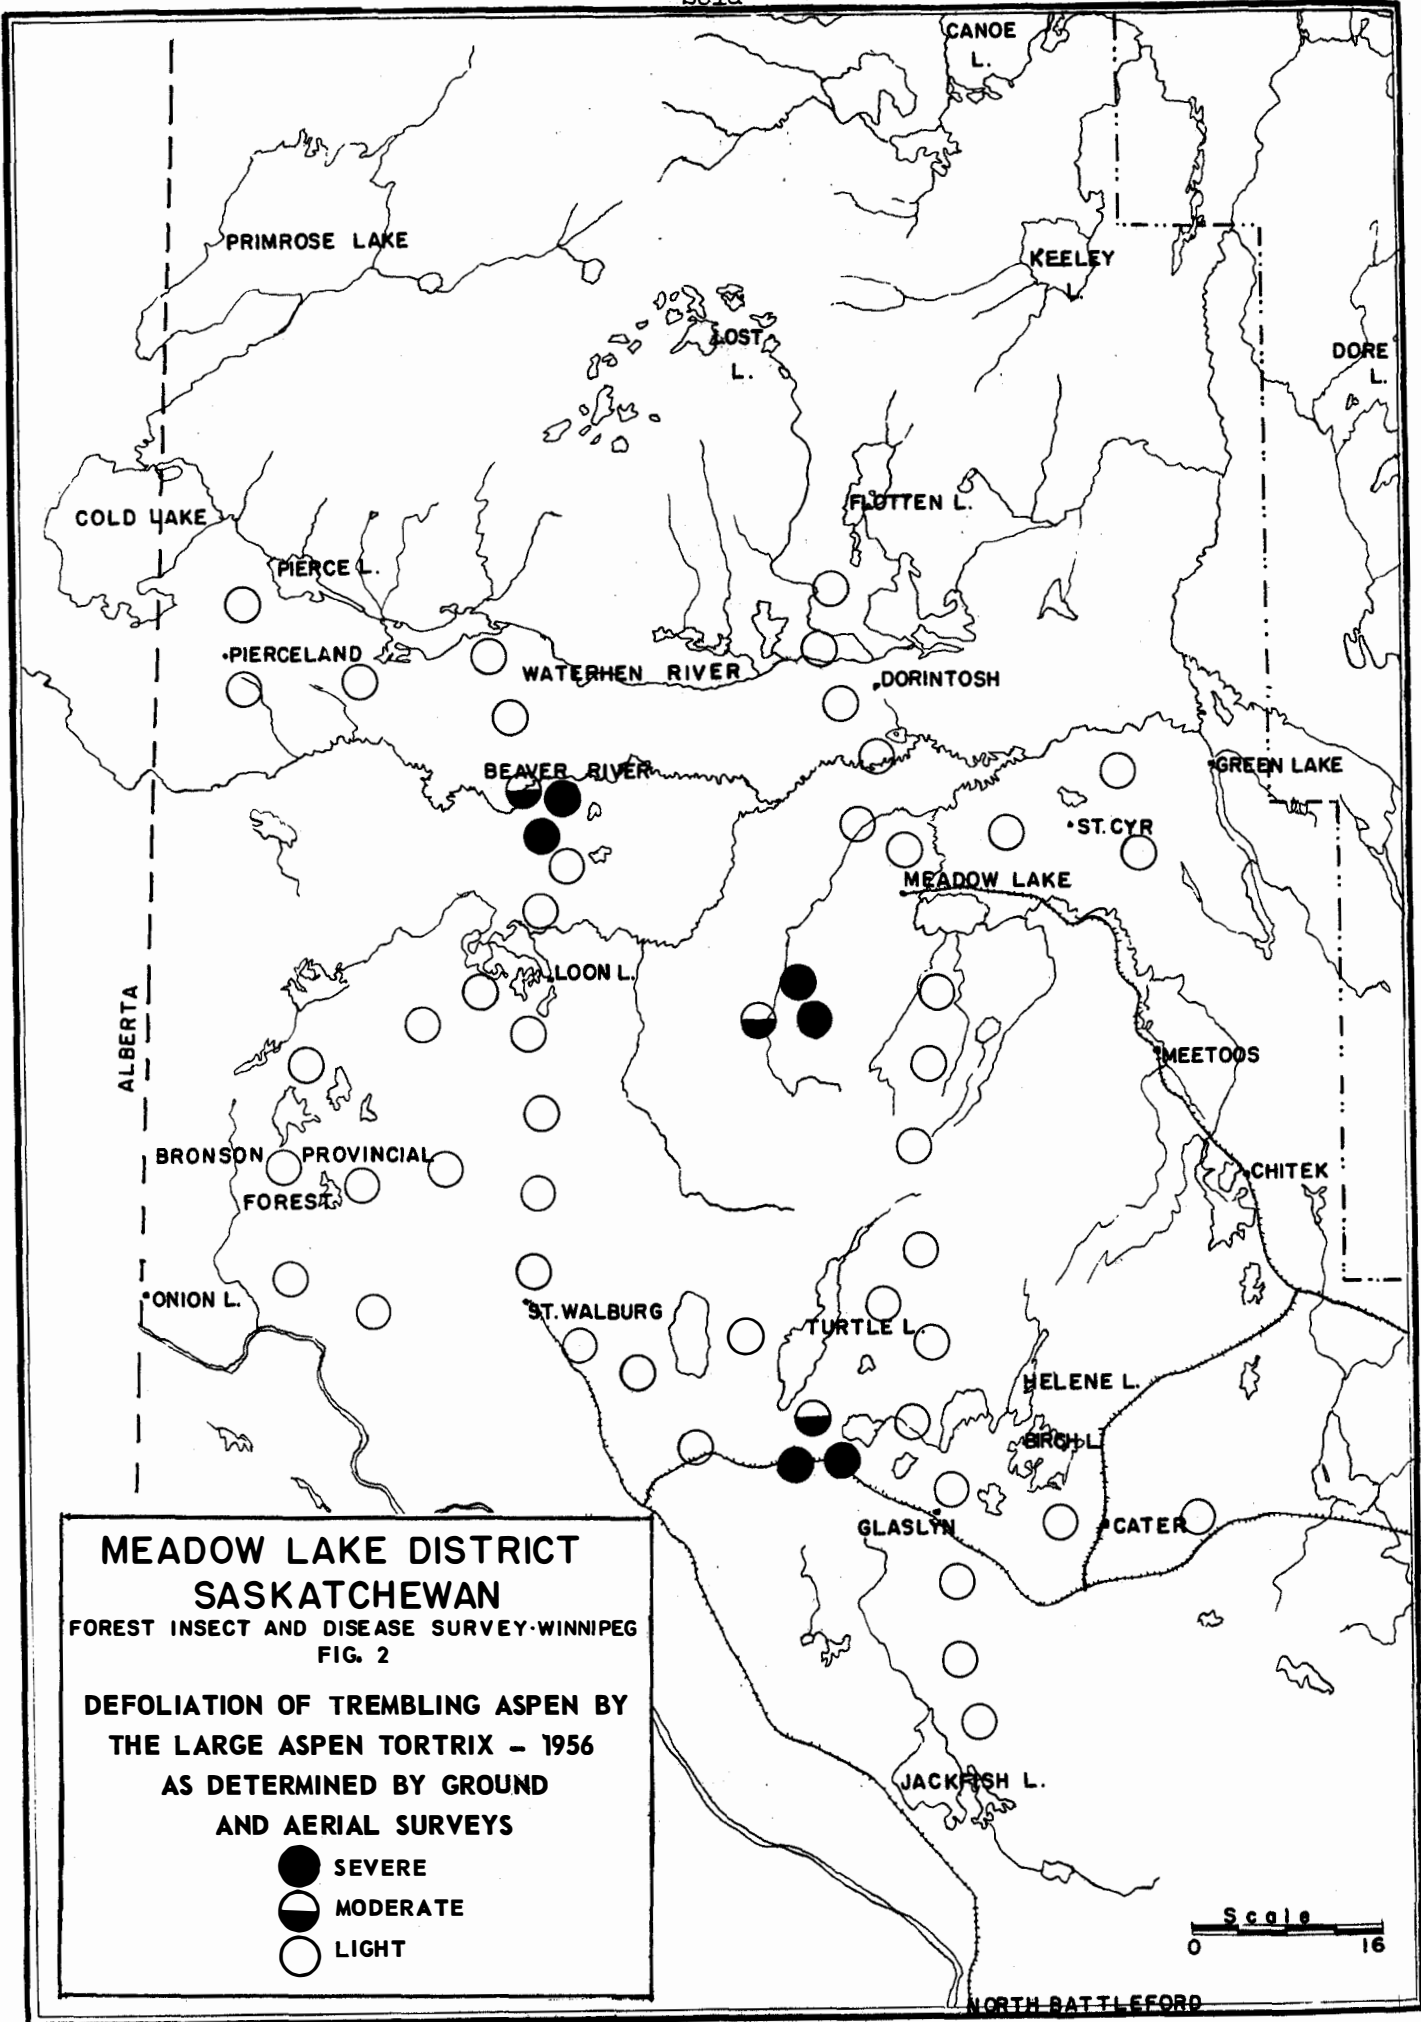 CANOE
L.
PRIMROSE LAKE
KEELEY
L.
LOST
L.
DORE
L.
COLD LAKE
FLOTTEN L.
PIERCE L.
.PIERCELAND
WATERHEN RIVER
.DORINTOSH
BEAVER RIVER
GREEN LAKE
ST. CYR
MEADOW LAKE
LOON L.
ALBERTA
MEETOOS
BRONSON PROVINCIAL
FOREST
CHITEK
ONION L.
ST. WALBURG
TURTLE L.
HELENE L.
BIRCH L.
GLASLYN
CATER
MEADOW LAKE DISTRICT
SASKATCHEWAN
FOREST INSECT AND DISEASE SURVEY-WINNIPEG
FIG. 2
DEFOLIATION OF TREMBLING ASPEN BY
THE LARGE ASPEN TORTRIX – 1956
AS DETERMINED BY GROUND
AND AERIAL SURVEYS
SEVERE
MODERATE
LIGHT
JACKFISH L.
Scale
0 16
NORTH BATTLEFORD